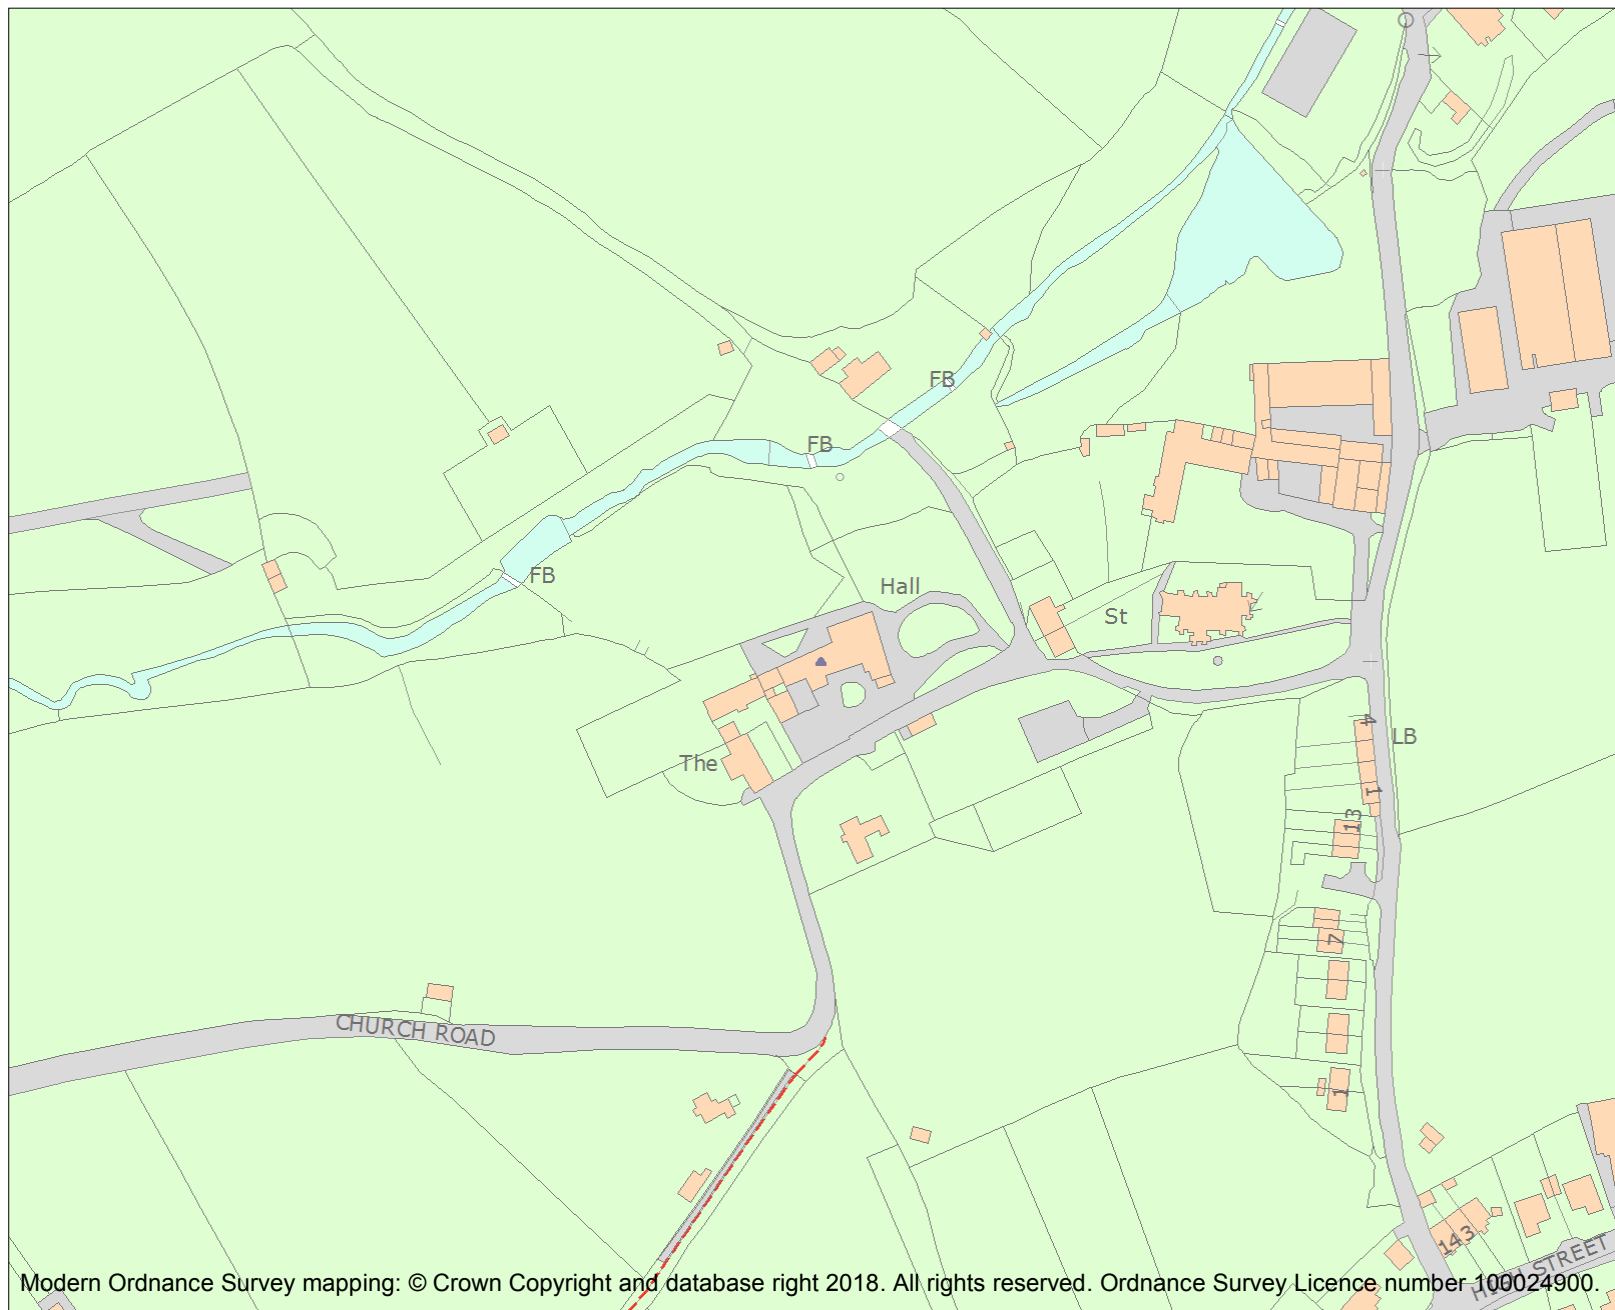 FB
FB
FB
Hall
St
The
4
LB
1
13
7
CHURCH ROAD
1
143
HIGH STREET
Modern Ordnance Survey mapping: © Crown Copyright and database right 2018. All rights reserved. Ordnance Survey Licence number 100024900.